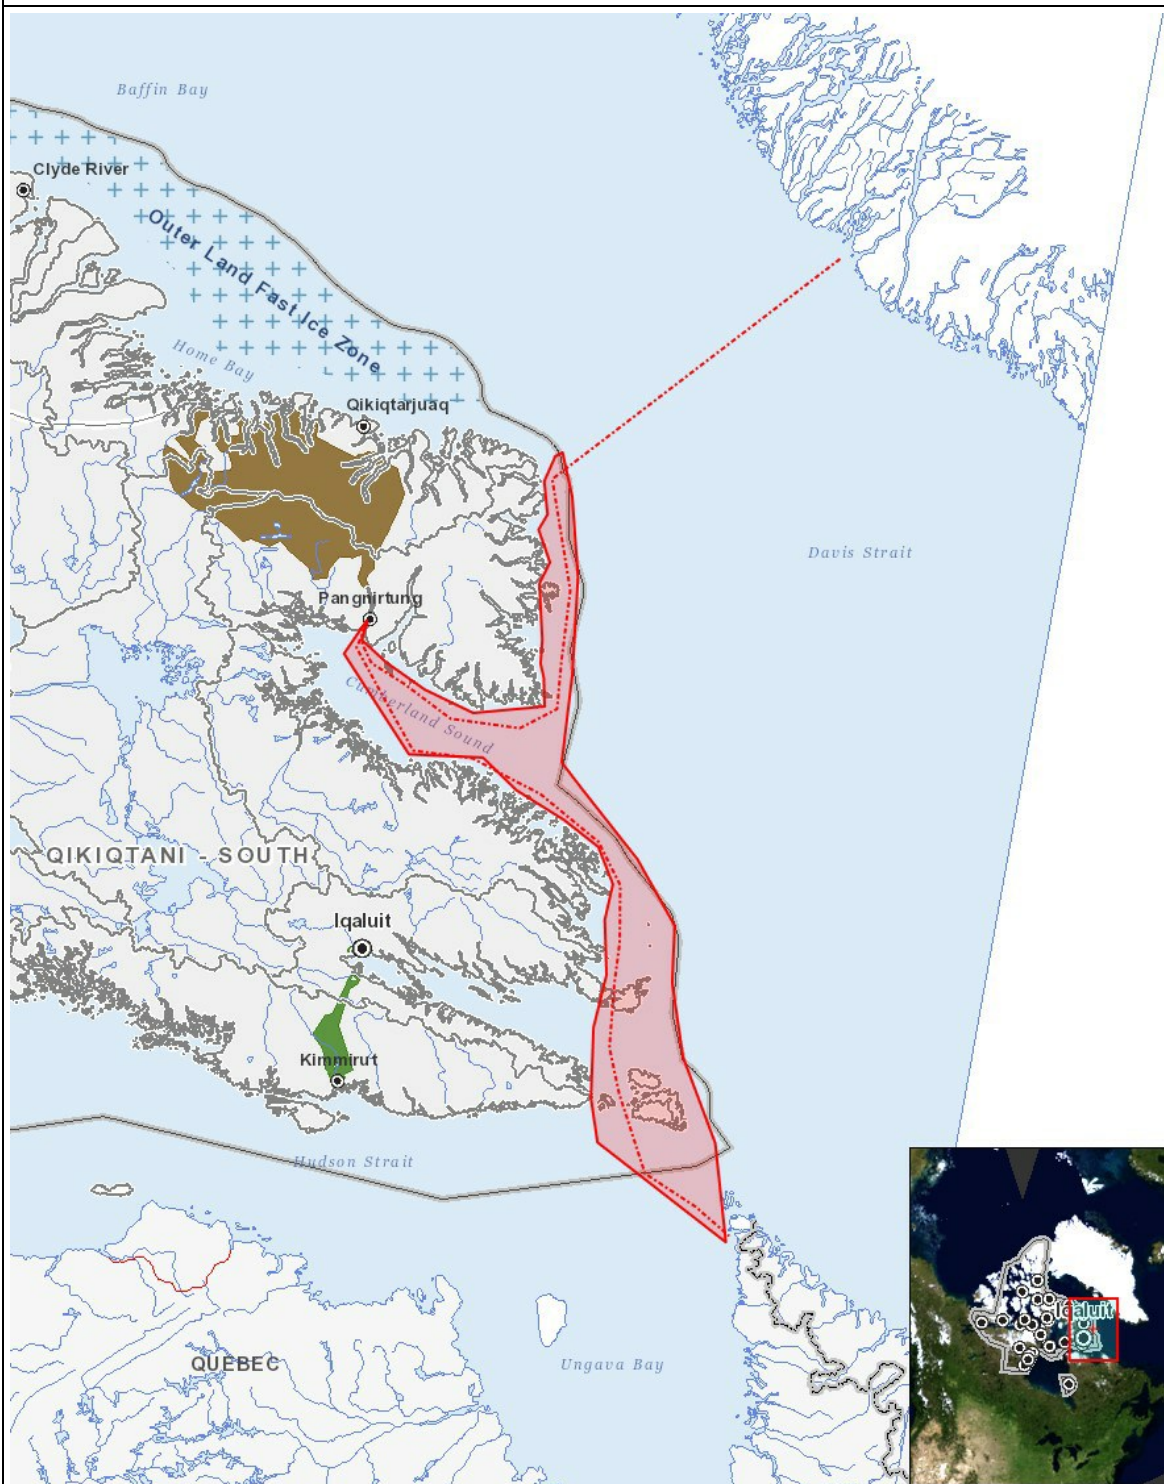 Baffin Bay
Clyde River
Outer Land Fast Ice Zone
Home Bay
Qikiqtarjuaq
Davis Strait
Pangnirtung
Cumberland Sound
QIKIQTANI - SOUTH
Iqaluit
Kimmirut
Hudson Strait
QUEBEC
Ungava Bay
Iqaluit